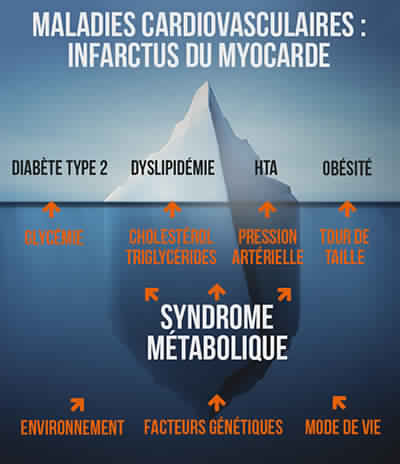 MALADIES CARDIOVASCULAIRES :
INFARCTUS DU MYOCARDE
DIABÈTE TYPE 2 DYSLIPIDÉMIE HTA OBÉSITÉ
GLYCÉMIE CHOLESTÉROL PRESSION TOUR DE
TRIGLYCÉRIDES ARTÉRIELLE TAILLE
SYNDROME
MÉTABOLIQUE
ENVIRONNEMENT FACTEURS GÉNÉTIQUES MODE DE VIE